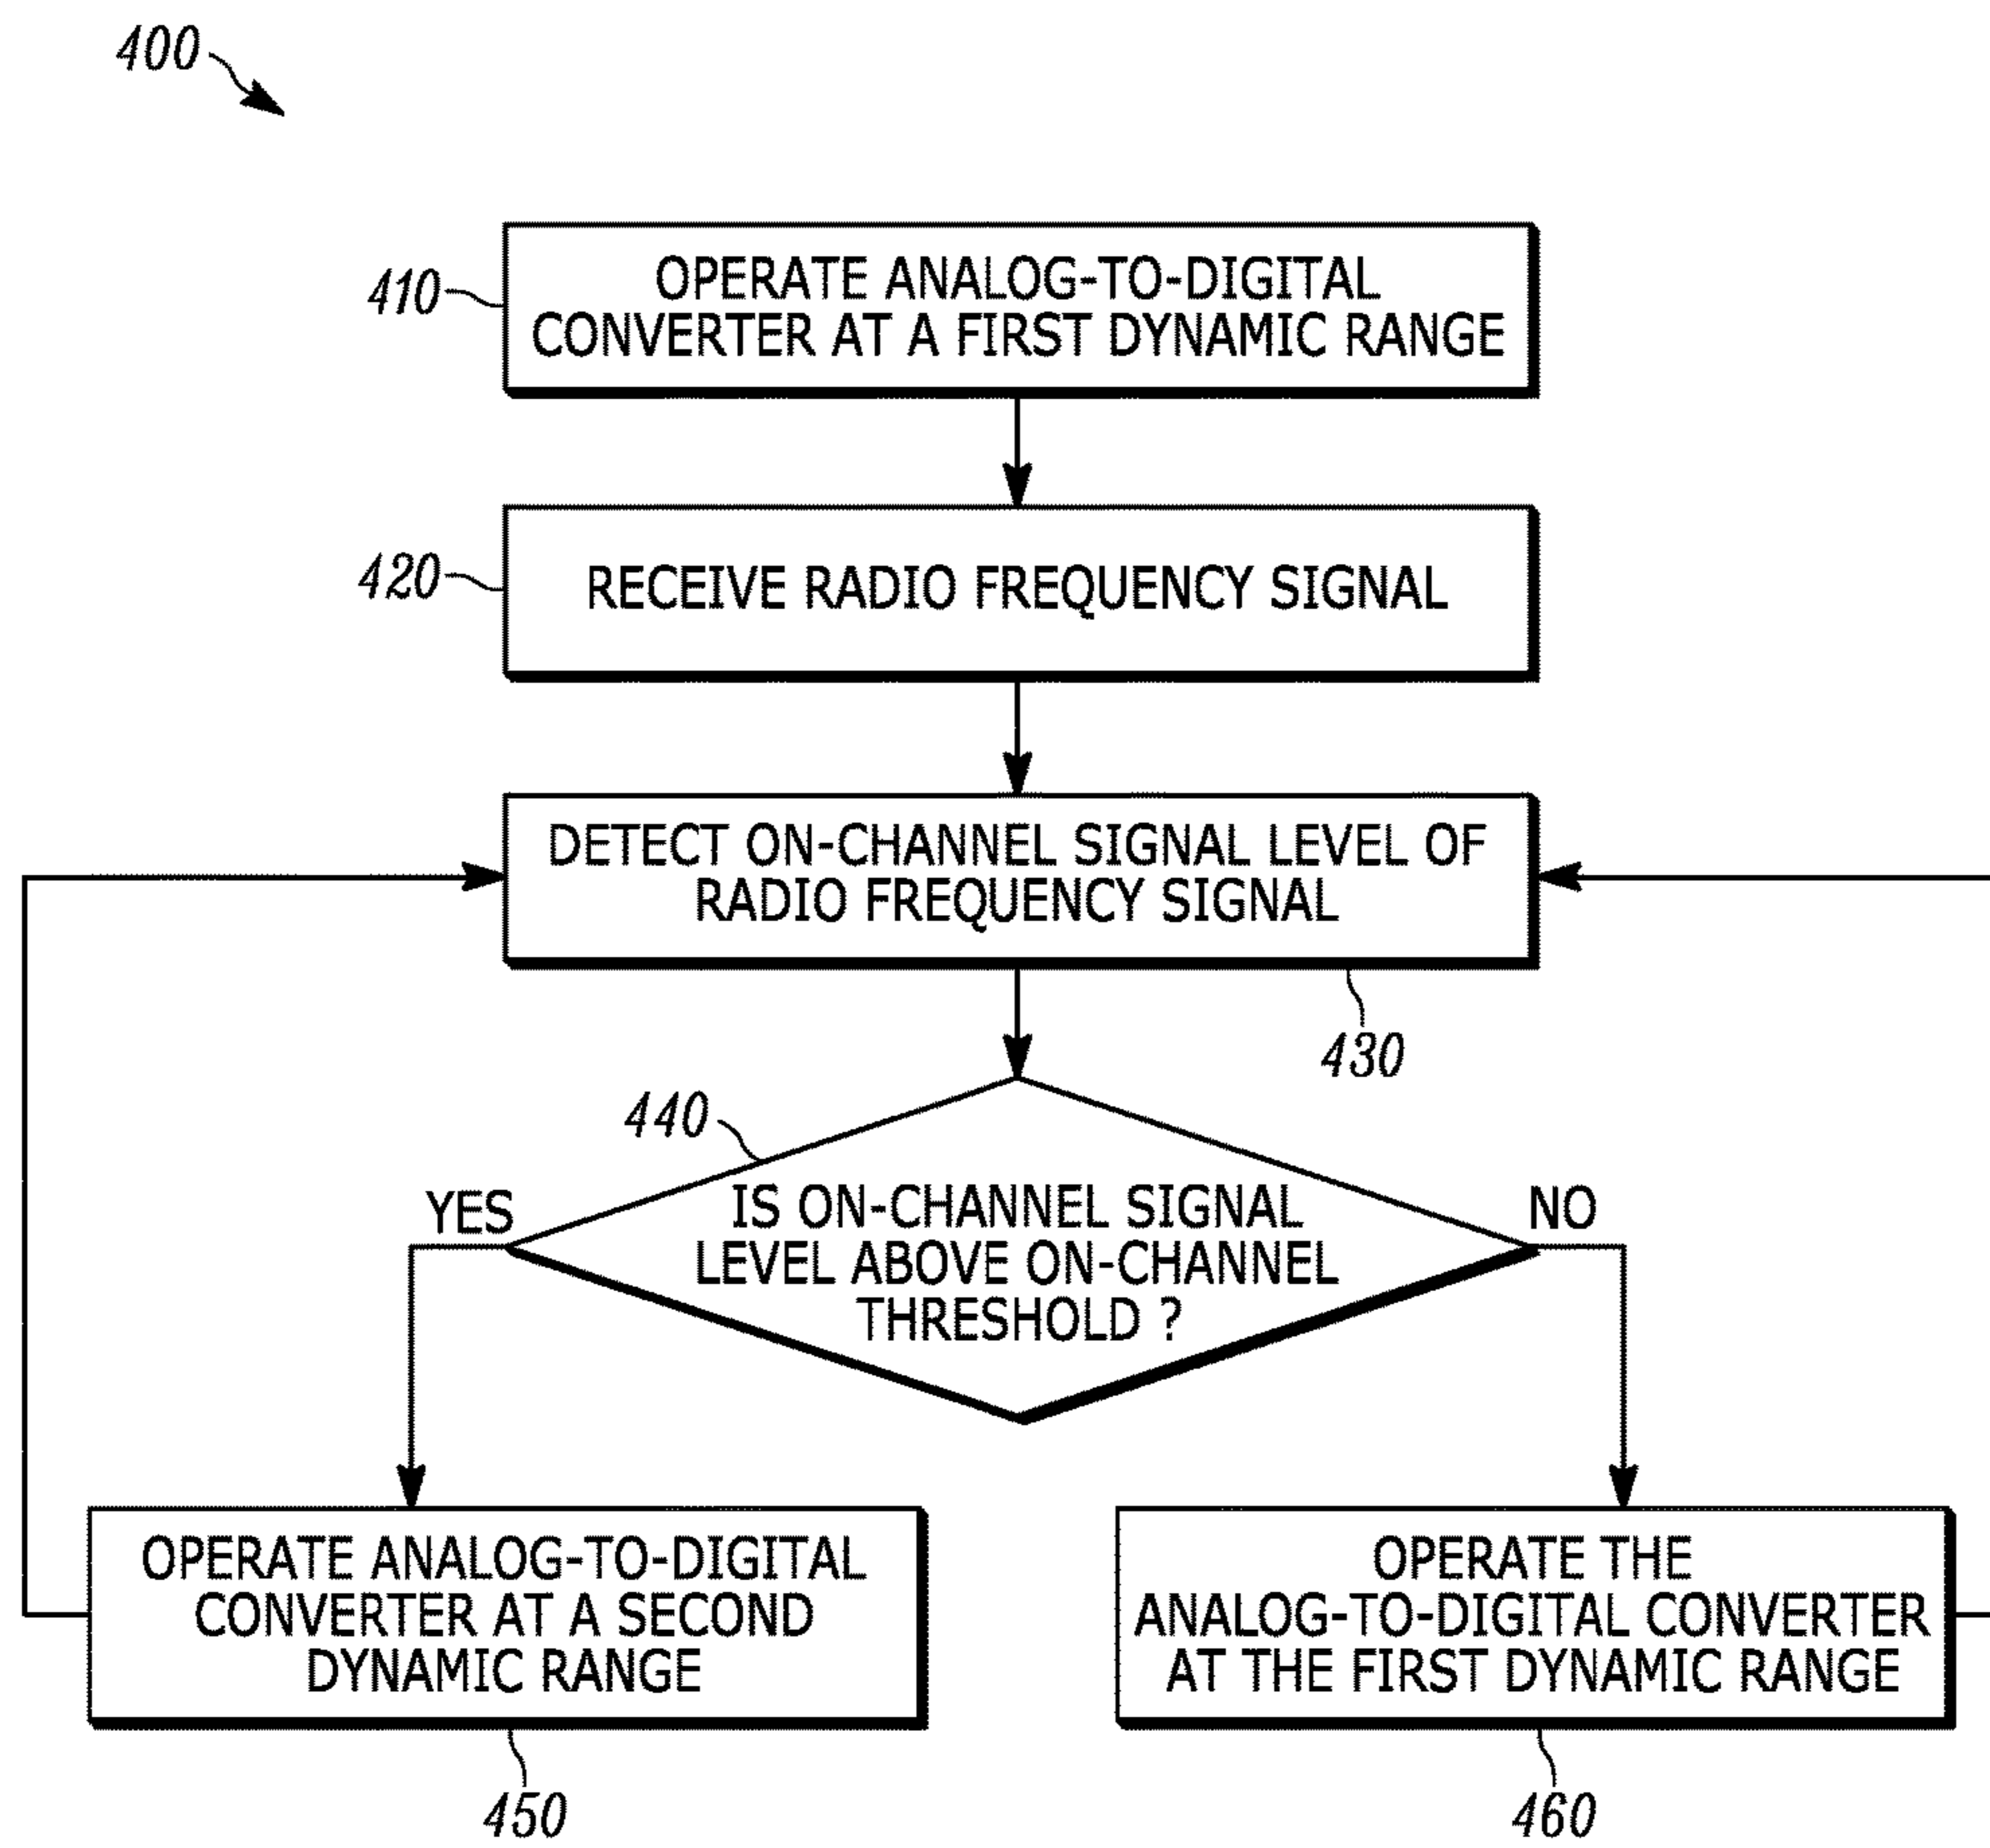 400
410
OPERATE ANALOG-TO-DIGITAL
CONVERTER AT A FIRST DYNAMIC RANGE
420
RECEIVE RADIO FREQUENCY SIGNAL
DETECT ON-CHANNEL SIGNAL LEVEL OF
RADIO FREQUENCY SIGNAL
430
440
YES
IS ON-CHANNEL SIGNAL
LEVEL ABOVE ON-CHANNEL
THRESHOLD ?
NO
OPERATE ANALOG-TO-DIGITAL
CONVERTER AT A SECOND
DYNAMIC RANGE
450
OPERATE THE
ANALOG-TO-DIGITAL CONVERTER
AT THE FIRST DYNAMIC RANGE
460